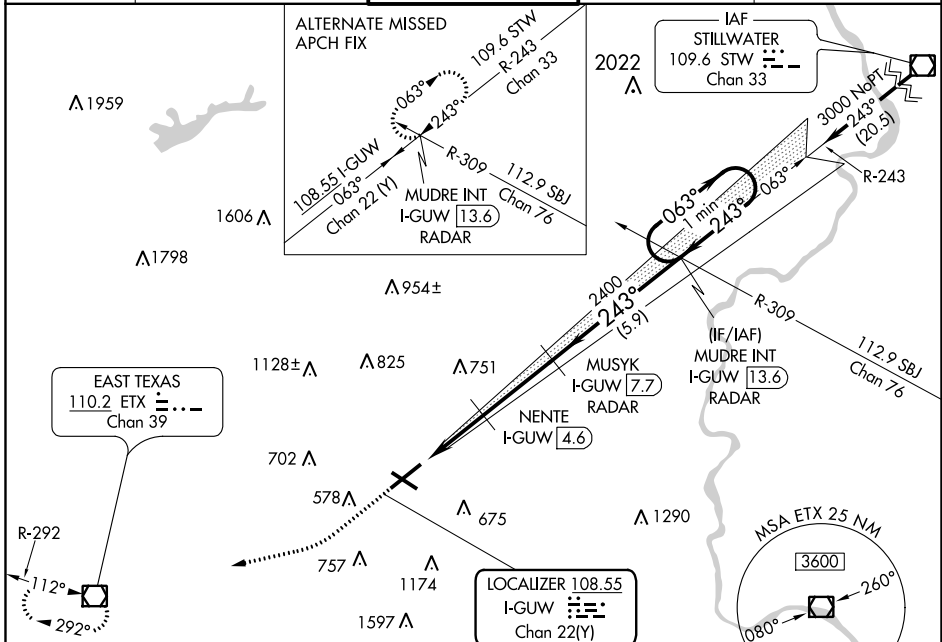 ALTERNATE MISSED
APCH FIX
109.6 STW
R-243
Chan 33
063°
243°
108.55 I-GUW
063°
Chan 22 (Y)
R-309
112.9 SBJ
Chan 76
MUDRE INT
I-GUW 13.6
RADAR
IAF
STILLWATER
109.6 STW
Chan 33
2022
3000 NoPT
243°
(20.5)
R-243
1959
1606
1798
954±
063°
1 min
243°
063°
2400
243°
(5.9)
R-309
112.9 SBJ
Chan 76
(IF/IAF)
MUDRE INT
I-GUW 13.6
RADAR
1128±
825
751
MUSYK
I-GUW 7.7
RADAR
NENTE
I-GUW 4.6
EAST TEXAS
110.2 ETX
Chan 39
702
578
675
1290
757
1174
1597
R-292
112°
292°
LOCALIZER 108.55
I-GUW
Chan 22(Y)
MSA ETX 25 NM
3600
260°
080°